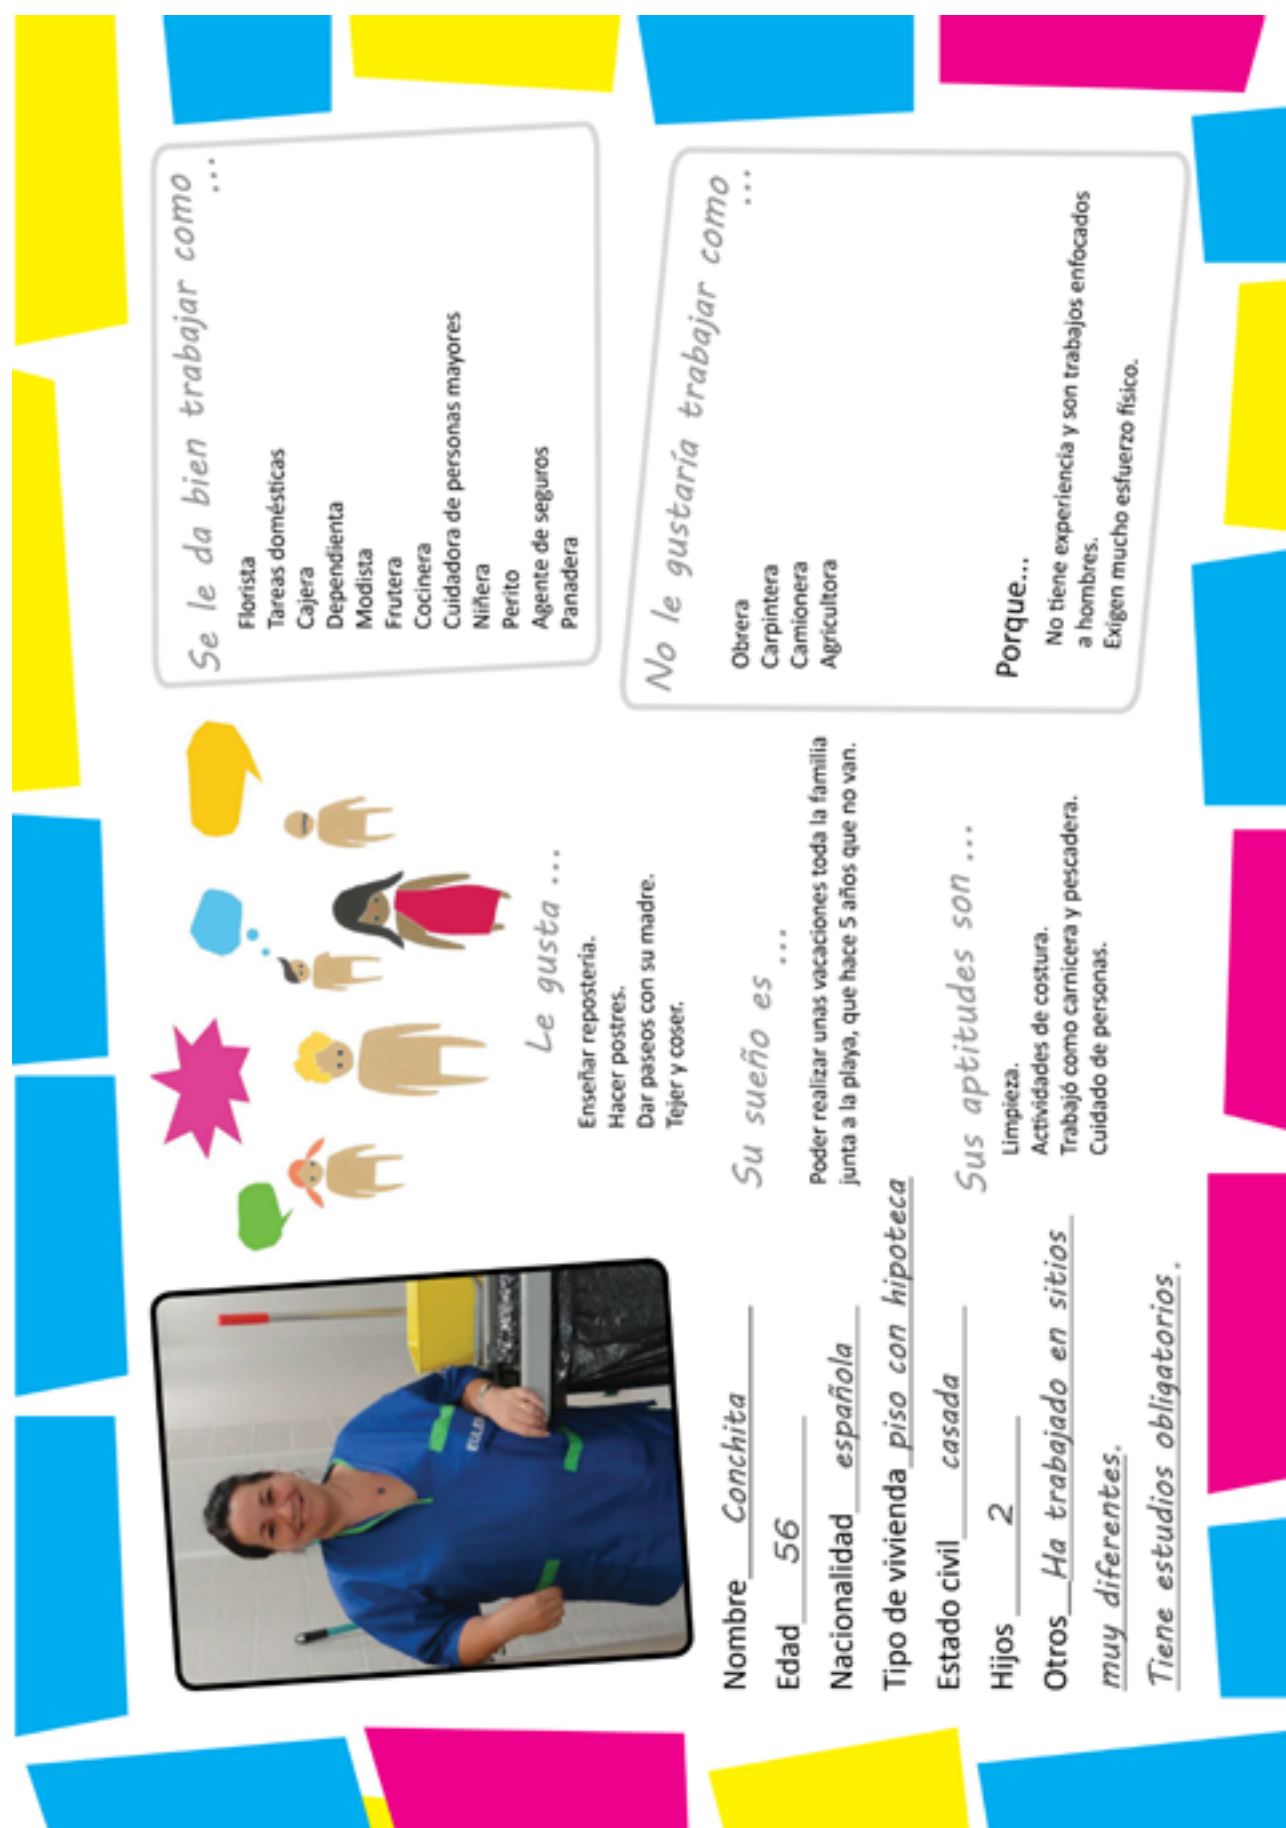 Nombre Conchita
Edad 56
Nacionalidad española
Tipo de vivienda piso con hipoteca
Estado civil casada
Hijos 2
Otros Ha trabajado en sitios
muy diferentes.
Tiene estudios obligatorios.
Le gusta ...
Enseñar repostería.
Hacer postres.
Dar paseos con su madre.
Tejer y coser.
Su sueño es
...
Poder realizar unas vacaciones toda la familia
junta a la playa, que hace 5 años que no van.
Sus aptitudes son ...
Limpieza.
Actividades de costura.
Trabajó como carnicera y pescadera.
Cuidado de personas.
Se le da bien trabajar como
...
Florista
Tareas domésticas
Cajera
Dependienta
Modista
Frutera
Cocinera
Cuidadora de personas mayores
Niñera
Perito
Agente de seguros
Panadera
No le gustaría trabajar como
...
Obrera
Carpintera
Camionera
Agricultora
Porque...
No tiene experiencia y son trabajos enfocados
a hombres.
Exigen mucho esfuerzo físico.